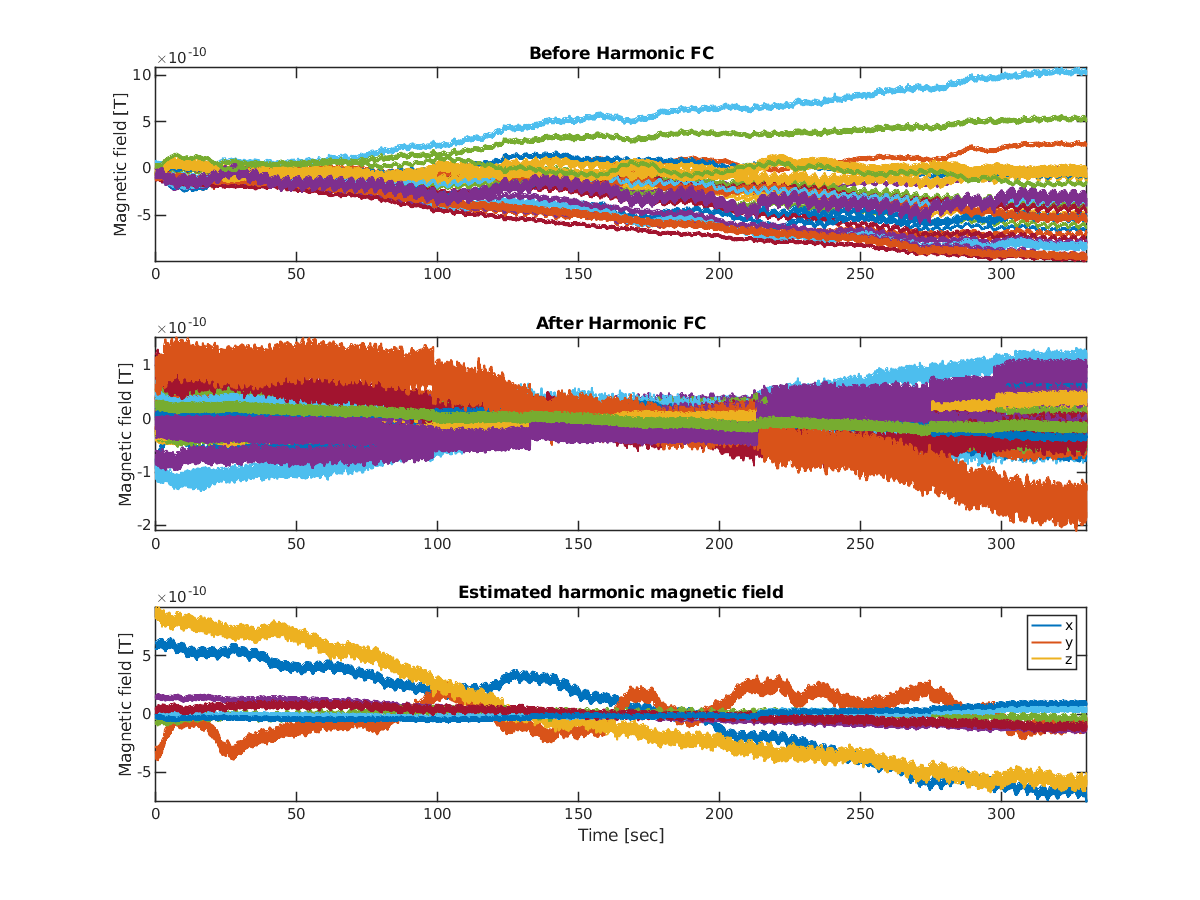 Before Harmonic FC
×10-10
Magnetic field [T]
10
5
0
-5
0 50 100 150 200 250 300
After Harmonic FC
×10-10
Magnetic field [T]
1
0
-1
-2
0 50 100 150 200 250 300
Estimated harmonic magnetic field
×10-10
Magnetic field [T]
5
0
-5
x
y
z
0 50 100 150 200 250 300
Time [sec]